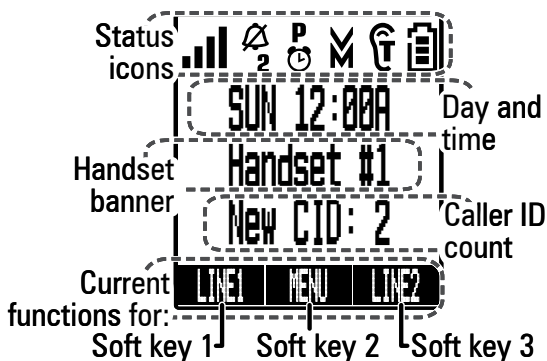 Status
icons
2
P
T
SUN 12:00A
Day and
time
Handset
banner
Handset #1
New CID: 2
Caller ID
count
Current
functions for:
LINE1 MENU LINE2
Soft key 1 Soft key 2 Soft key 3